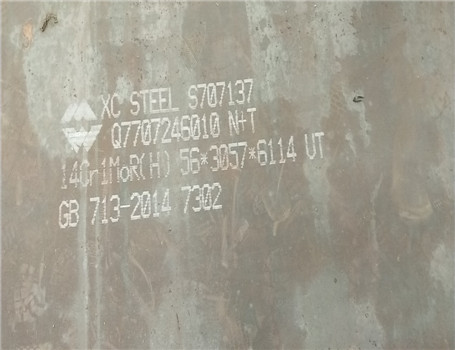 XC STEEL S707137
Q7707246010 N+T
14Cr1MoR(H) 56*3057*6114 UT
GB 713-2014 7302